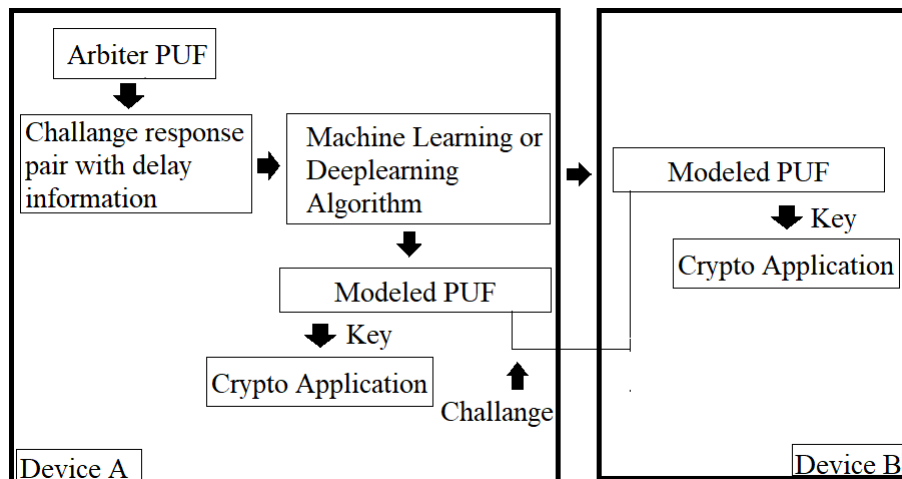 Arbiter PUF
Challange response
pair with delay
information
Machine Learning or
Deeplearning
Algorithm
Modeled PUF
Key
Crypto Application
Challange
Device A
Modeled PUF
Key
Crypto Application
Device B